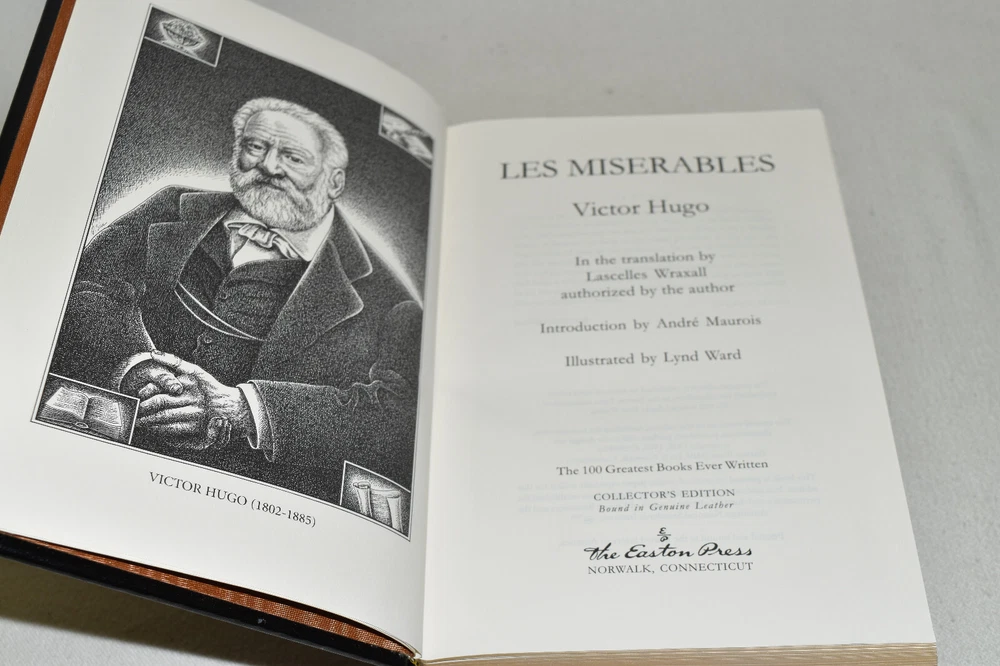 VICTOR HUGO (1802-1885)
LES MISERABLES
Victor Hugo
In the translation by
Lascelles Wraxall
authorized by the author
Introduction by André Maurois
Illustrated by Lynd Ward
The 100 Greatest Books Ever Written
COLLECTOR'S EDITION
Bound in Genuine Leather
The Easton Press
NORWALK, CONNECTICUT